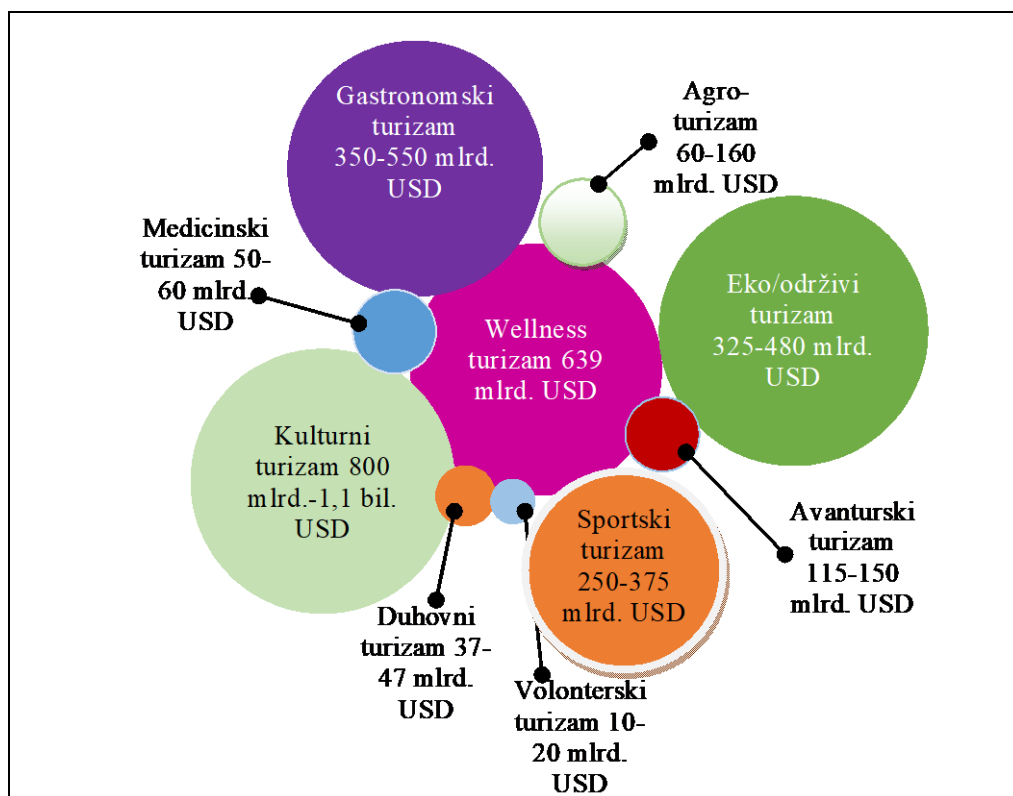 Gastronomski
turizam
350-550 mlrd.
USD
Agro-
turizam
60-160
mlrd. USD
Medicinski
turizam 50-
60 mlrd.
USD
Eko/održivi
turizam
325-480 mlrd.
USD
Wellness
turizam 639
mlrd. USD
Kulturni
turizam 800
mlrd.-1,1 bil.
USD
Sportski
turizam
250-375
mlrd. USD
Avanturski
turizam
115-150
mlrd. USD
Duhovni
turizam 37-
47 mlrd.
USD
Volonterski
turizam 10-
20 mlrd.
USD